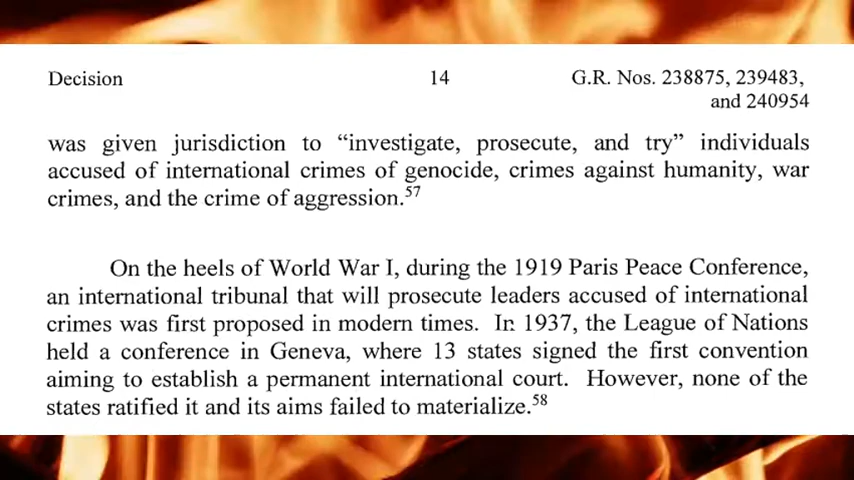 Decision 14 G.R. Nos. 238875, 239483,
and 240954
was given jurisdiction to “investigate, prosecute, and try” individuals
accused of international crimes of genocide, crimes against humanity, war
crimes, and the crime of aggression.57
On the heels of World War I, during the 1919 Paris Peace Conference,
an international tribunal that will prosecute leaders accused of international
crimes was first proposed in modern times. In 1937, the League of Nations
held a conference in Geneva, where 13 states signed the first convention
aiming to establish a permanent international court. However, none of the
states ratified it and its aims failed to materialize.58